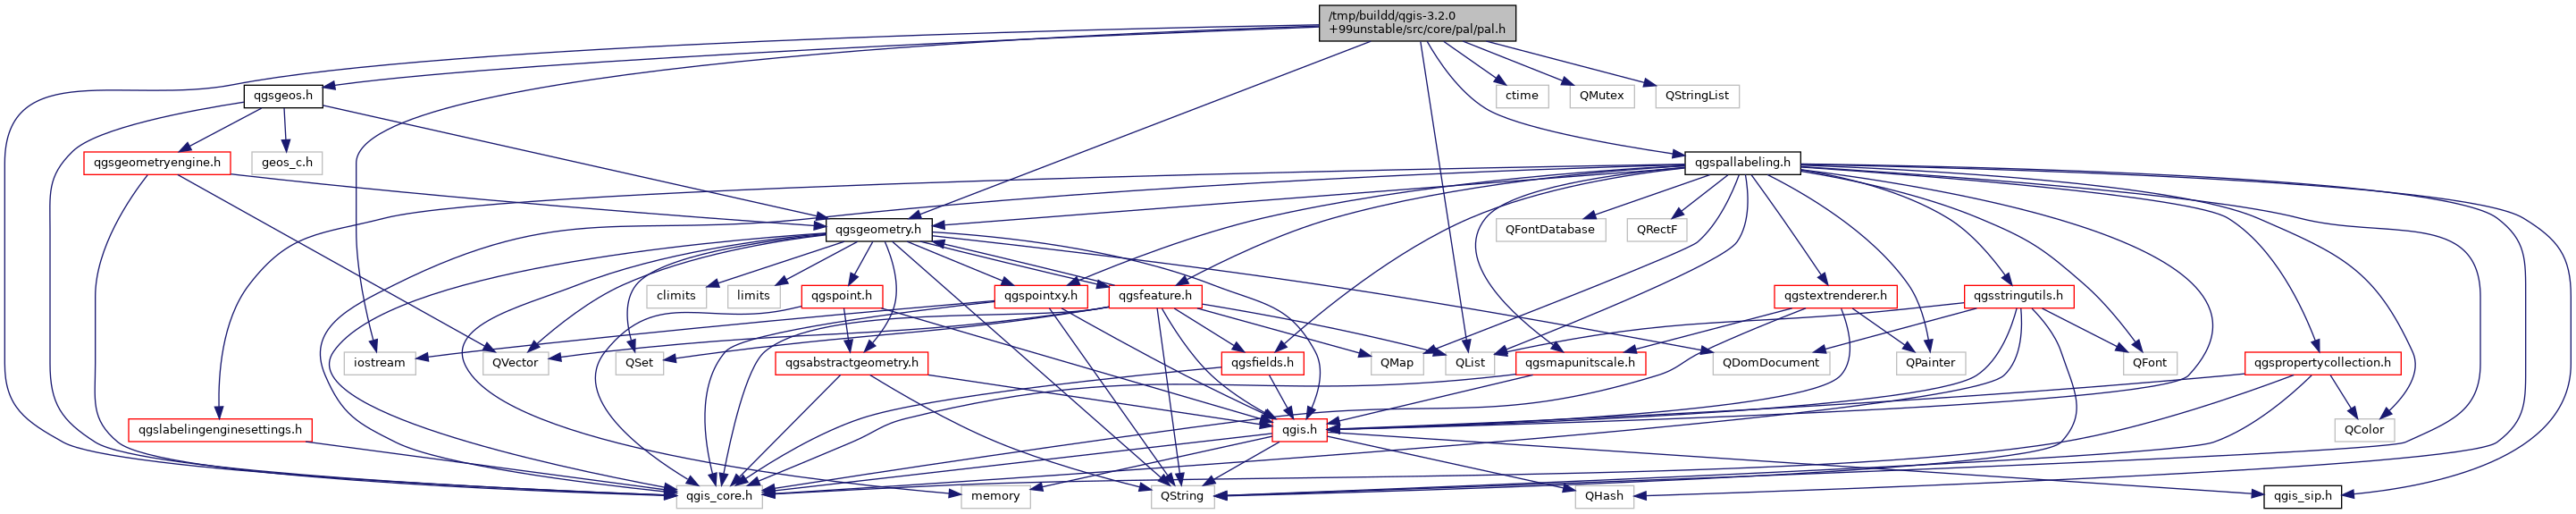 /tmp/buildd/qgis-3.2.0
+99unstable/src/core/pal/pal.h
qgsgeos.h
ctime
QMutex
QStringList
qgsgeometryengine.h
geos_c.h
qgspallabeling.h
qgsgeometry.h
QFontDatabase
QRectF
climits
limits
qgspoint.h
qgspointxy.h
qgsfeature.h
qgstextrenderer.h
qgsstringutils.h
iostream
QVector
QSet
qgsabstractgeometry.h
qgsfields.h
QMap
QList
qgsmapunitscale.h
QDomDocument
QPainter
QFont
qgspropertycollection.h
qgslabelingenginesettings.h
qgis.h
QColor
qgis_core.h
memory
QString
QHash
qgis_sip.h